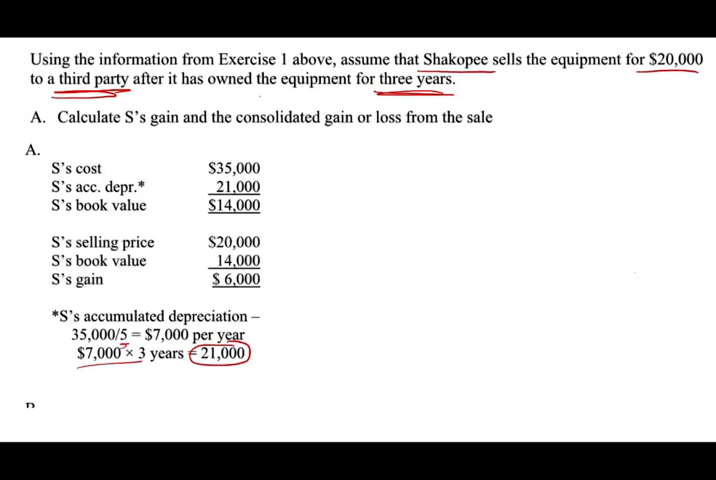 Using the information from Exercise 1 above, assume that Shakopee sells the equipment for $20,000
to a third party after it has owned the equipment for three years.
A. Calculate S's gain and the consolidated gain or loss from the sale
A.
S's cost $35,000
S's acc. depr.* 21,000
S's book value $14,000
S's selling price $20,000
S's book value 14,000
S's gain $ 6,000
*S's accumulated depreciation –
35,000/5 = $7,000 per year
$7,000 × 3 years = 21,000